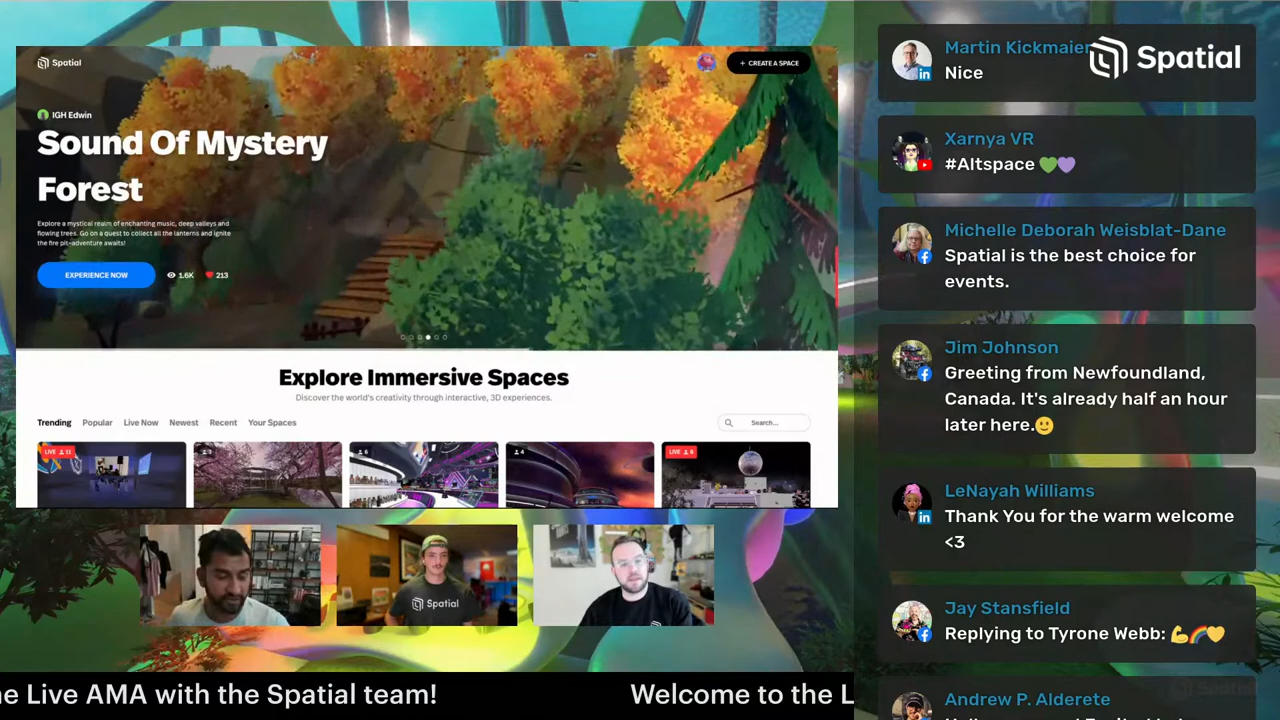 Spatial
+ CREATE A SPACE
IGH Edwin
Sound Of Mystery
Forest
Explore a mystical realm of enchanting music, deep valleys and
flowing trees. Go on a quest to collect all the lanterns and ignite
the fire pit-adventure awaits!
EXPERIENCE NOW
1.6K
213
Explore Immersive Spaces
Discover the world's creativity through interactive, 3D experiences.
Trending
Popular
Live Now
Newest
Recent
Your Spaces
Search...
LIVE 11
3
6
4
LIVE 6
Spatial
e Live AMA with the Spatial team!
Welcome to the L
Martin Kickmaier
Nice
Spatial
Xarnya VR
#Altspace 💚💜
Michelle Deborah Weisblat-Dane
Spatial is the best choice for
events.
Jim Johnson
Greeting from Newfoundland,
Canada. It's already half an hour
later here.🙂
LeNayah Williams
Thank You for the warm welcome
<3
Jay Stansfield
Replying to Tyrone Webb: 💪🌈💛
Andrew P. Alderete